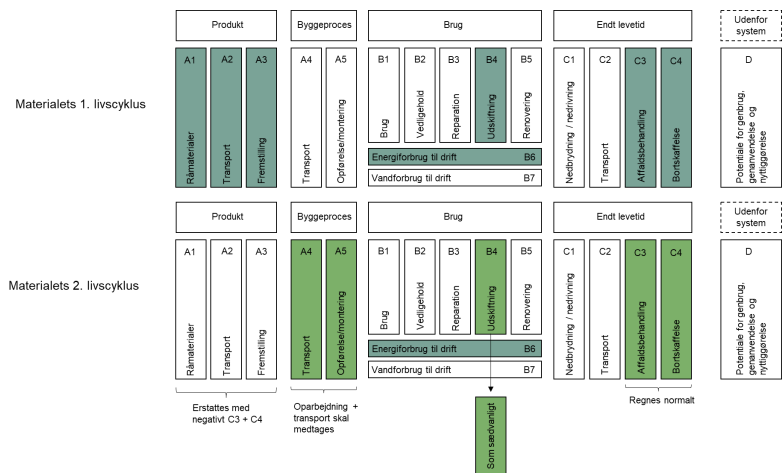 Produkt
Byggeproces
Brug
Endt levetid
Udenfor
system
Materialets 1. livscyklus
A1
Råmaterialer
A2
Transport
A3
Fremstilling
A4
Transport
A5
Opførelse/montering
B1
Brug
B2
Vedligehold
B3
Reparation
B4
Udskiftning
B5
Renovering
Energiforbrug til drift B6
Vandforbrug til drift B7
C1
Nedbrydning / nedrivning
C2
Transport
C3
Affaldsbehandling
C4
Bortskaffelse
D
Potentiale for genbrug,
genanvendelse og
nyttiggørelse
Produkt
Byggeproces
Brug
Endt levetid
Udenfor
system
Materialets 2. livscyklus
A1
Råmaterialer
A2
Transport
A3
Fremstilling
A4
Transport
A5
Opførelse/montering
B1
Brug
B2
Vedligehold
B3
Reparation
B4
Udskiftning
B5
Renovering
Energiforbrug til drift B6
Vandforbrug til drift B7
C1
Nedbrydning / nedrivning
C2
Transport
C3
Affaldsbehandling
C4
Bortskaffelse
D
Potentiale for genbrug,
genanvendelse og
nyttiggørelse
Erstattes med
negativt C3 + C4
Oparbejdning +
transport skal
medtages
Som sædvanligt
Regnes normalt